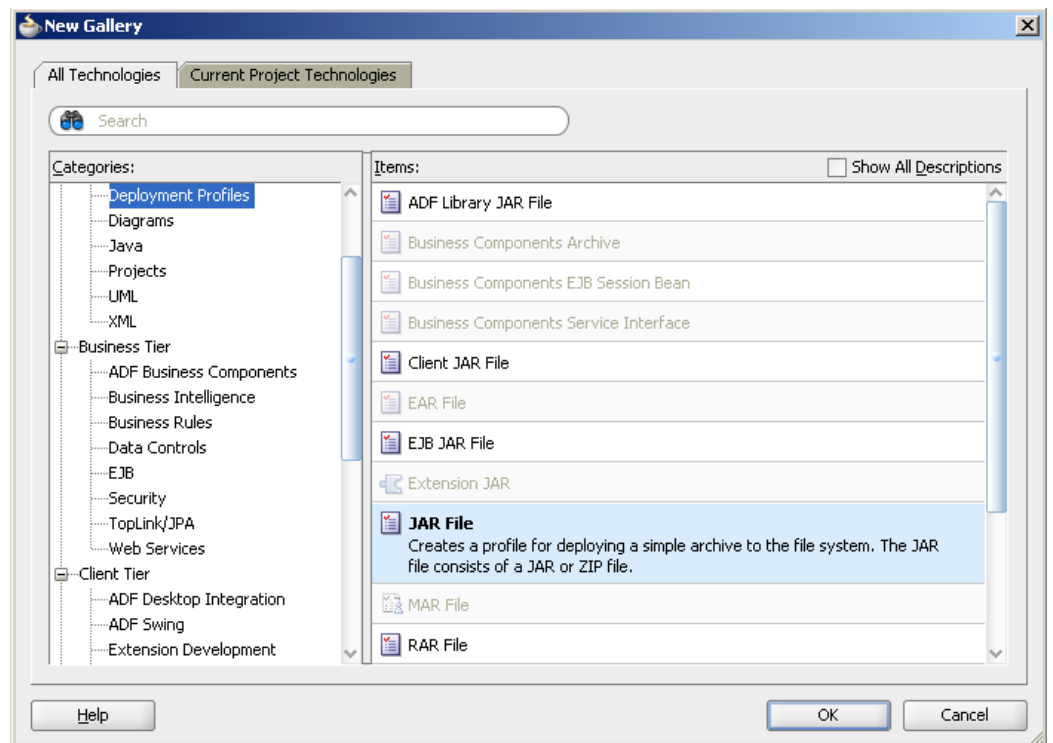 New Gallery
All Technologies
Current Project Technologies
Search
Categories:
Deployment Profiles
Diagrams
Java
Projects
UML
XML
Business Tier
ADF Business Components
Business Intelligence
Business Rules
Data Controls
EJB
Security
TopLink/JPA
Web Services
Client Tier
ADF Desktop Integration
ADF Swing
Extension Development
Items:
Show All Descriptions
ADF Library JAR File
Business Components Archive
Business Components EJB Session Bean
Business Components Service Interface
Client JAR File
EAR File
EJB JAR File
Extension JAR
JAR File
Creates a profile for deploying a simple archive to the file system. The JAR
file consists of a JAR or ZIP file.
MAR File
RAR File
Help
OK
Cancel